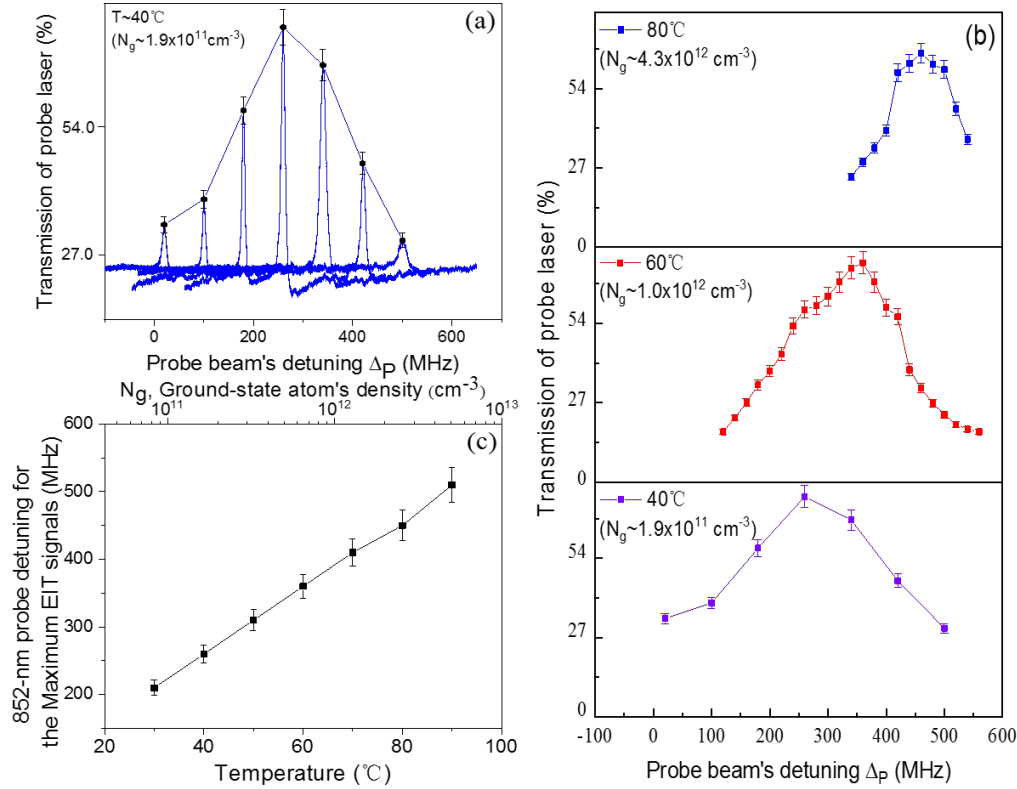 (a)
T~40℃
(Ng~1.9x10¹¹cm⁻³)
Transmission of probe laser (%)
54.0
27.0
0 200 400 600
Probe beam's detuning ΔP (MHz)
Ng, Ground-state atom's density (cm⁻³)
10¹¹ 10¹² 10¹³
(c)
852-nm probe detuning for
the Maximum EIT signals (MHz)
600
500
400
300
200
20 40 60 80 100
Temperature (℃)
(b)
80℃
(Ng~4.3x10¹² cm⁻³)
54
27
0
60℃
(Ng~1.0x10¹² cm⁻³)
54
27
0
40℃
(Ng~1.9x10¹¹ cm⁻³)
54
27
0
Transmission of probe laser (%)
-100 0 100 200 300 400 500 600
Probe beam's detuning ΔP (MHz)